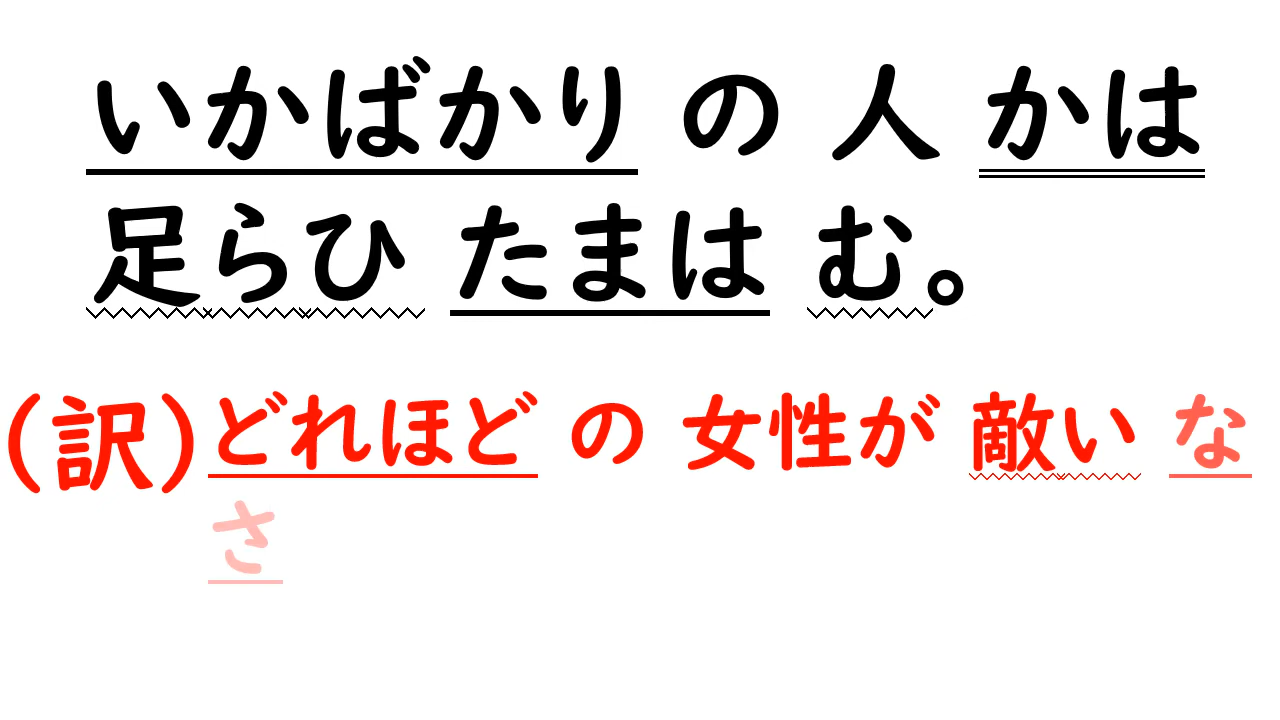 いかばかり の 人 かは
足らひ たまは む。
(訳)どれほど の 女性が 敵い な
さ